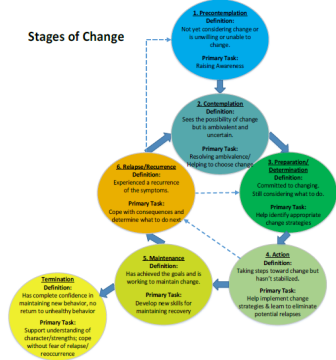 Stages of Change
1. Precontemplation
Definition:
Not yet considering change or
is unwilling or unable to
change.
Primary Task:
Raising Awareness
2. Contemplation
Definition:
Sees the possibility of change
but is ambivalent and
uncertain.
Primary Task:
Resolving ambivalence/
Helping to choose change
3. Preparation/
Determination
Definition:
Committed to changing.
Still considering what to do.
Primary Task:
Help identify appropriate
change strategies
4. Action
Definition:
Taking steps toward change but
hasn't stabilized.
Primary Task:
Help implement change
strategies & learn to eliminate
potential relapses
5. Maintenance
Definition:
Has achieved the goals and is
working to maintain change.
Primary Task:
Develop new skills for
maintaining recovery
6. Relapse/Recurrence
Definition:
Experienced a recurrence
of the symptoms.
Primary Task:
Cope with consequences and
determine what to do next
Termination
Definition:
Has complete confidence in
maintaining new behavior, no
return to unhealthy behavior
Primary Task:
Support understanding of
character/strengths; cope
without fear of relapse/
reoccurrence